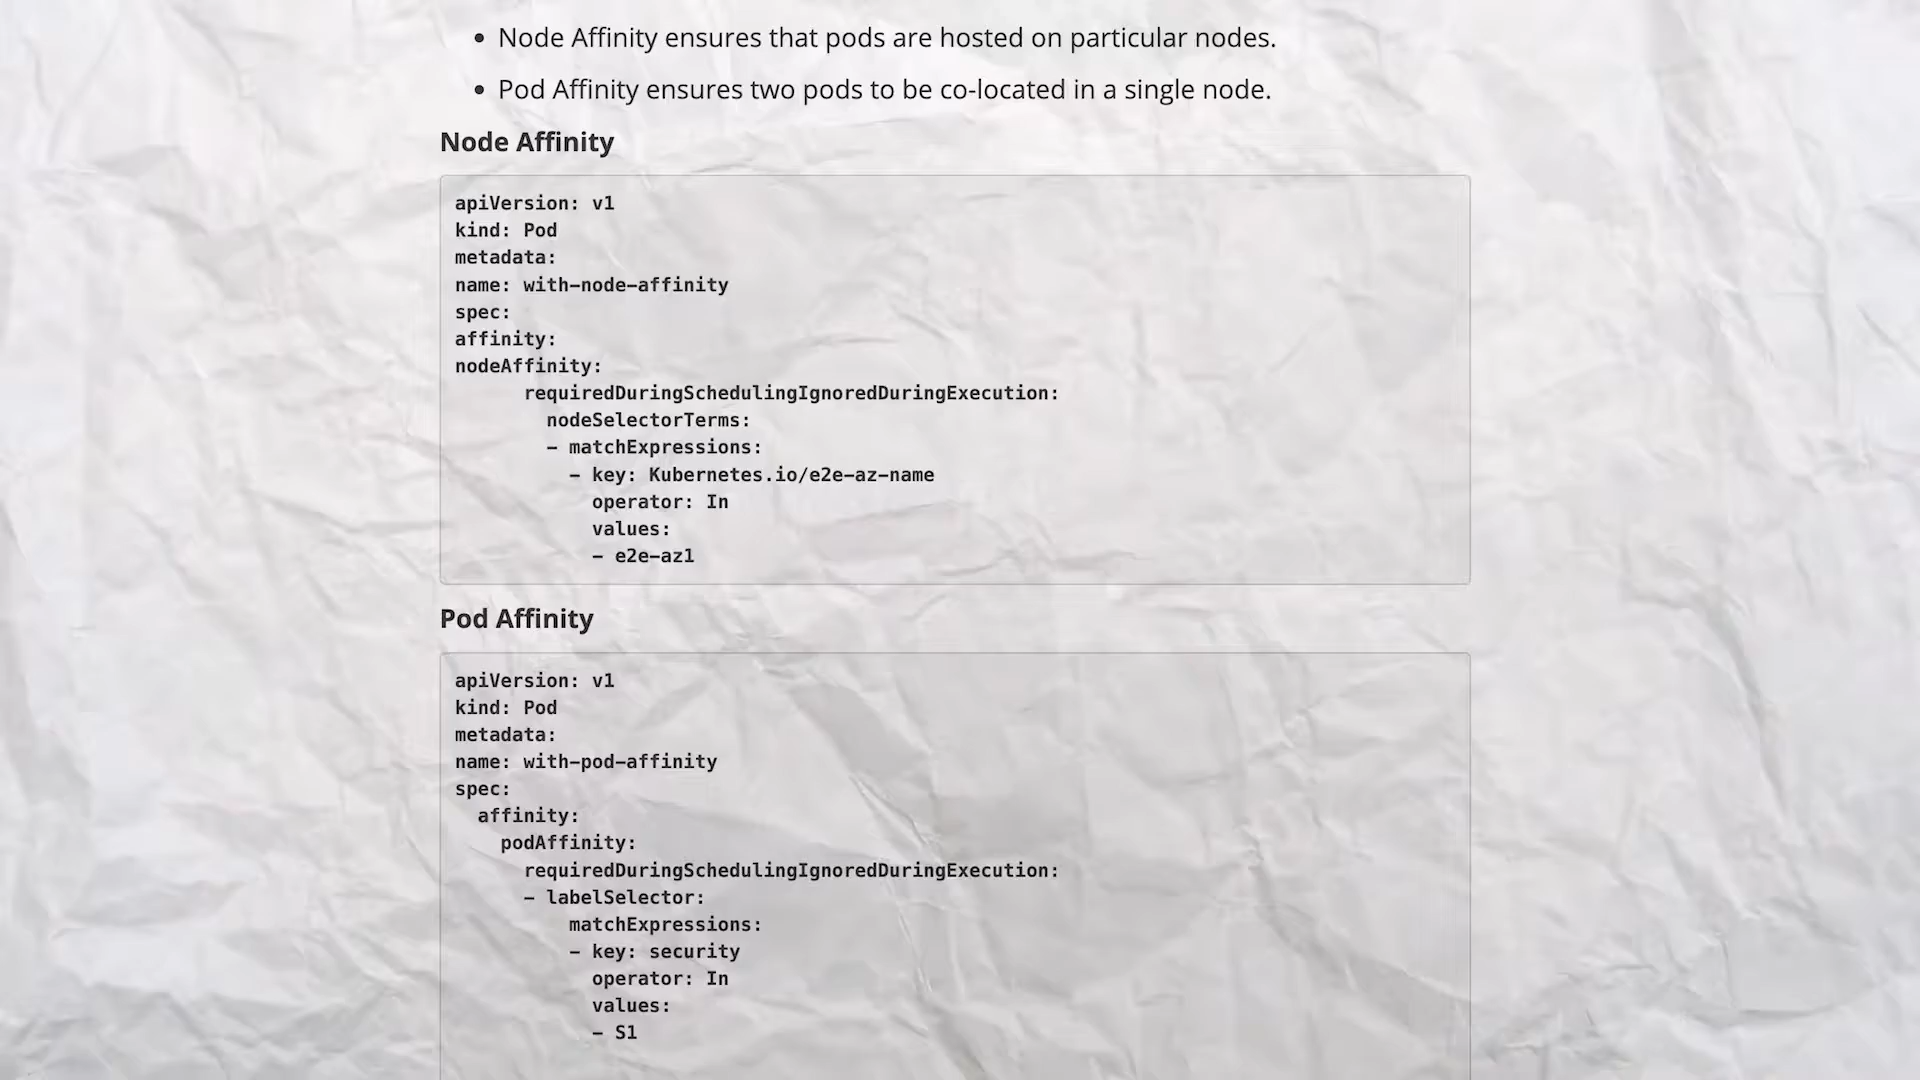 • Node Affinity ensures that pods are hosted on particular nodes.
• Pod Affinity ensures two pods to be co-located in a single node.
Node Affinity
apiVersion: v1
kind: Pod
metadata:
name: with-node-affinity
spec:
affinity:
nodeAffinity:
      requiredDuringSchedulingIgnoredDuringExecution:
        nodeSelectorTerms:
        - matchExpressions:
          - key: Kubernetes.io/e2e-az-name
            operator: In
            values:
            - e2e-az1
Pod Affinity
apiVersion: v1
kind: Pod
metadata:
name: with-pod-affinity
spec:
  affinity:
    podAffinity:
      requiredDuringSchedulingIgnoredDuringExecution:
      - labelSelector:
          matchExpressions:
          - key: security
            operator: In
            values:
            - S1